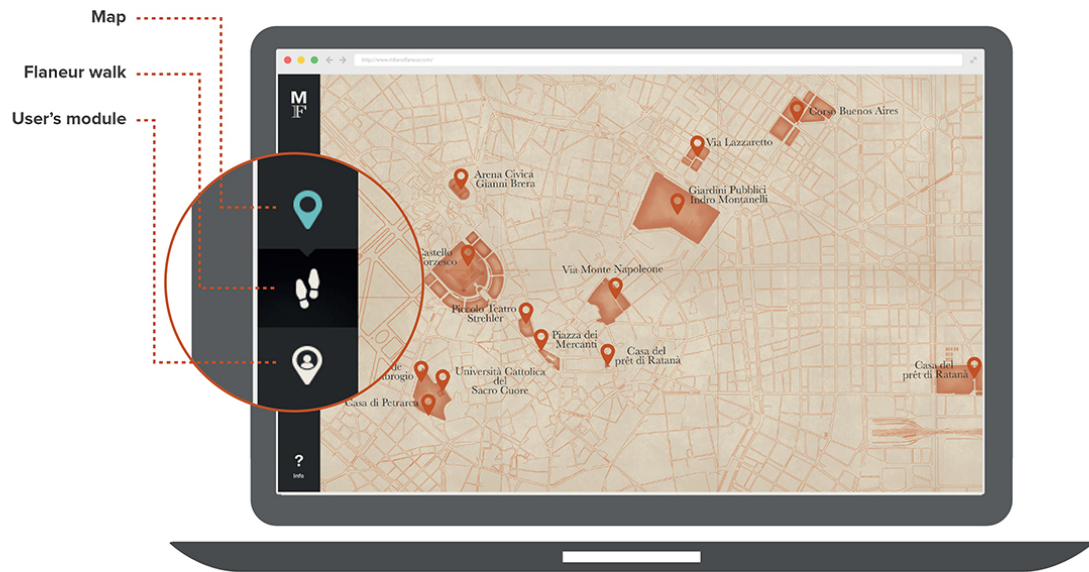 Map
Flaneur walk
User's module
M
F
Corso Buenos Aires
Via Lazzaretto
Arena Civica
Gianni Brera
Giardini Pubblici
Indro Montanelli
Castello
Via Monte Napoleone
Piccolo Teatro
Strehler
Piazza dei
Mercanti
Casa del
prêt di Ratanà
Casa del
prêt di Ratanà
de
Università Cattolica
del
Sacro Cuore
Casa di Petrarca
?
Info